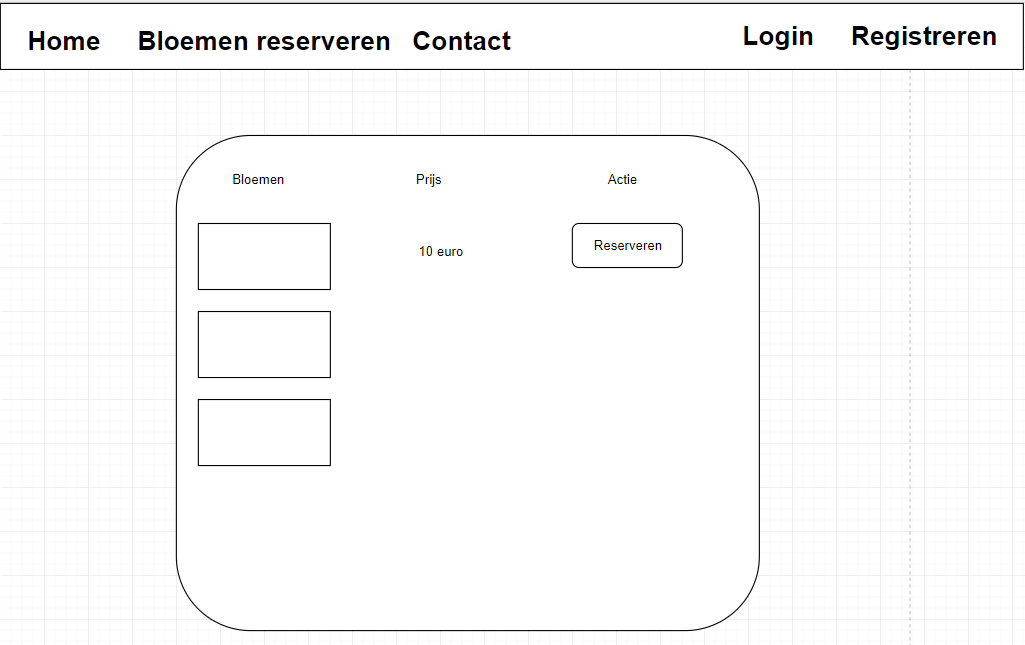 Home Bloemen reserveren Contact Login Registreren
Bloemen Prijs Actie
10 euro Reserveren